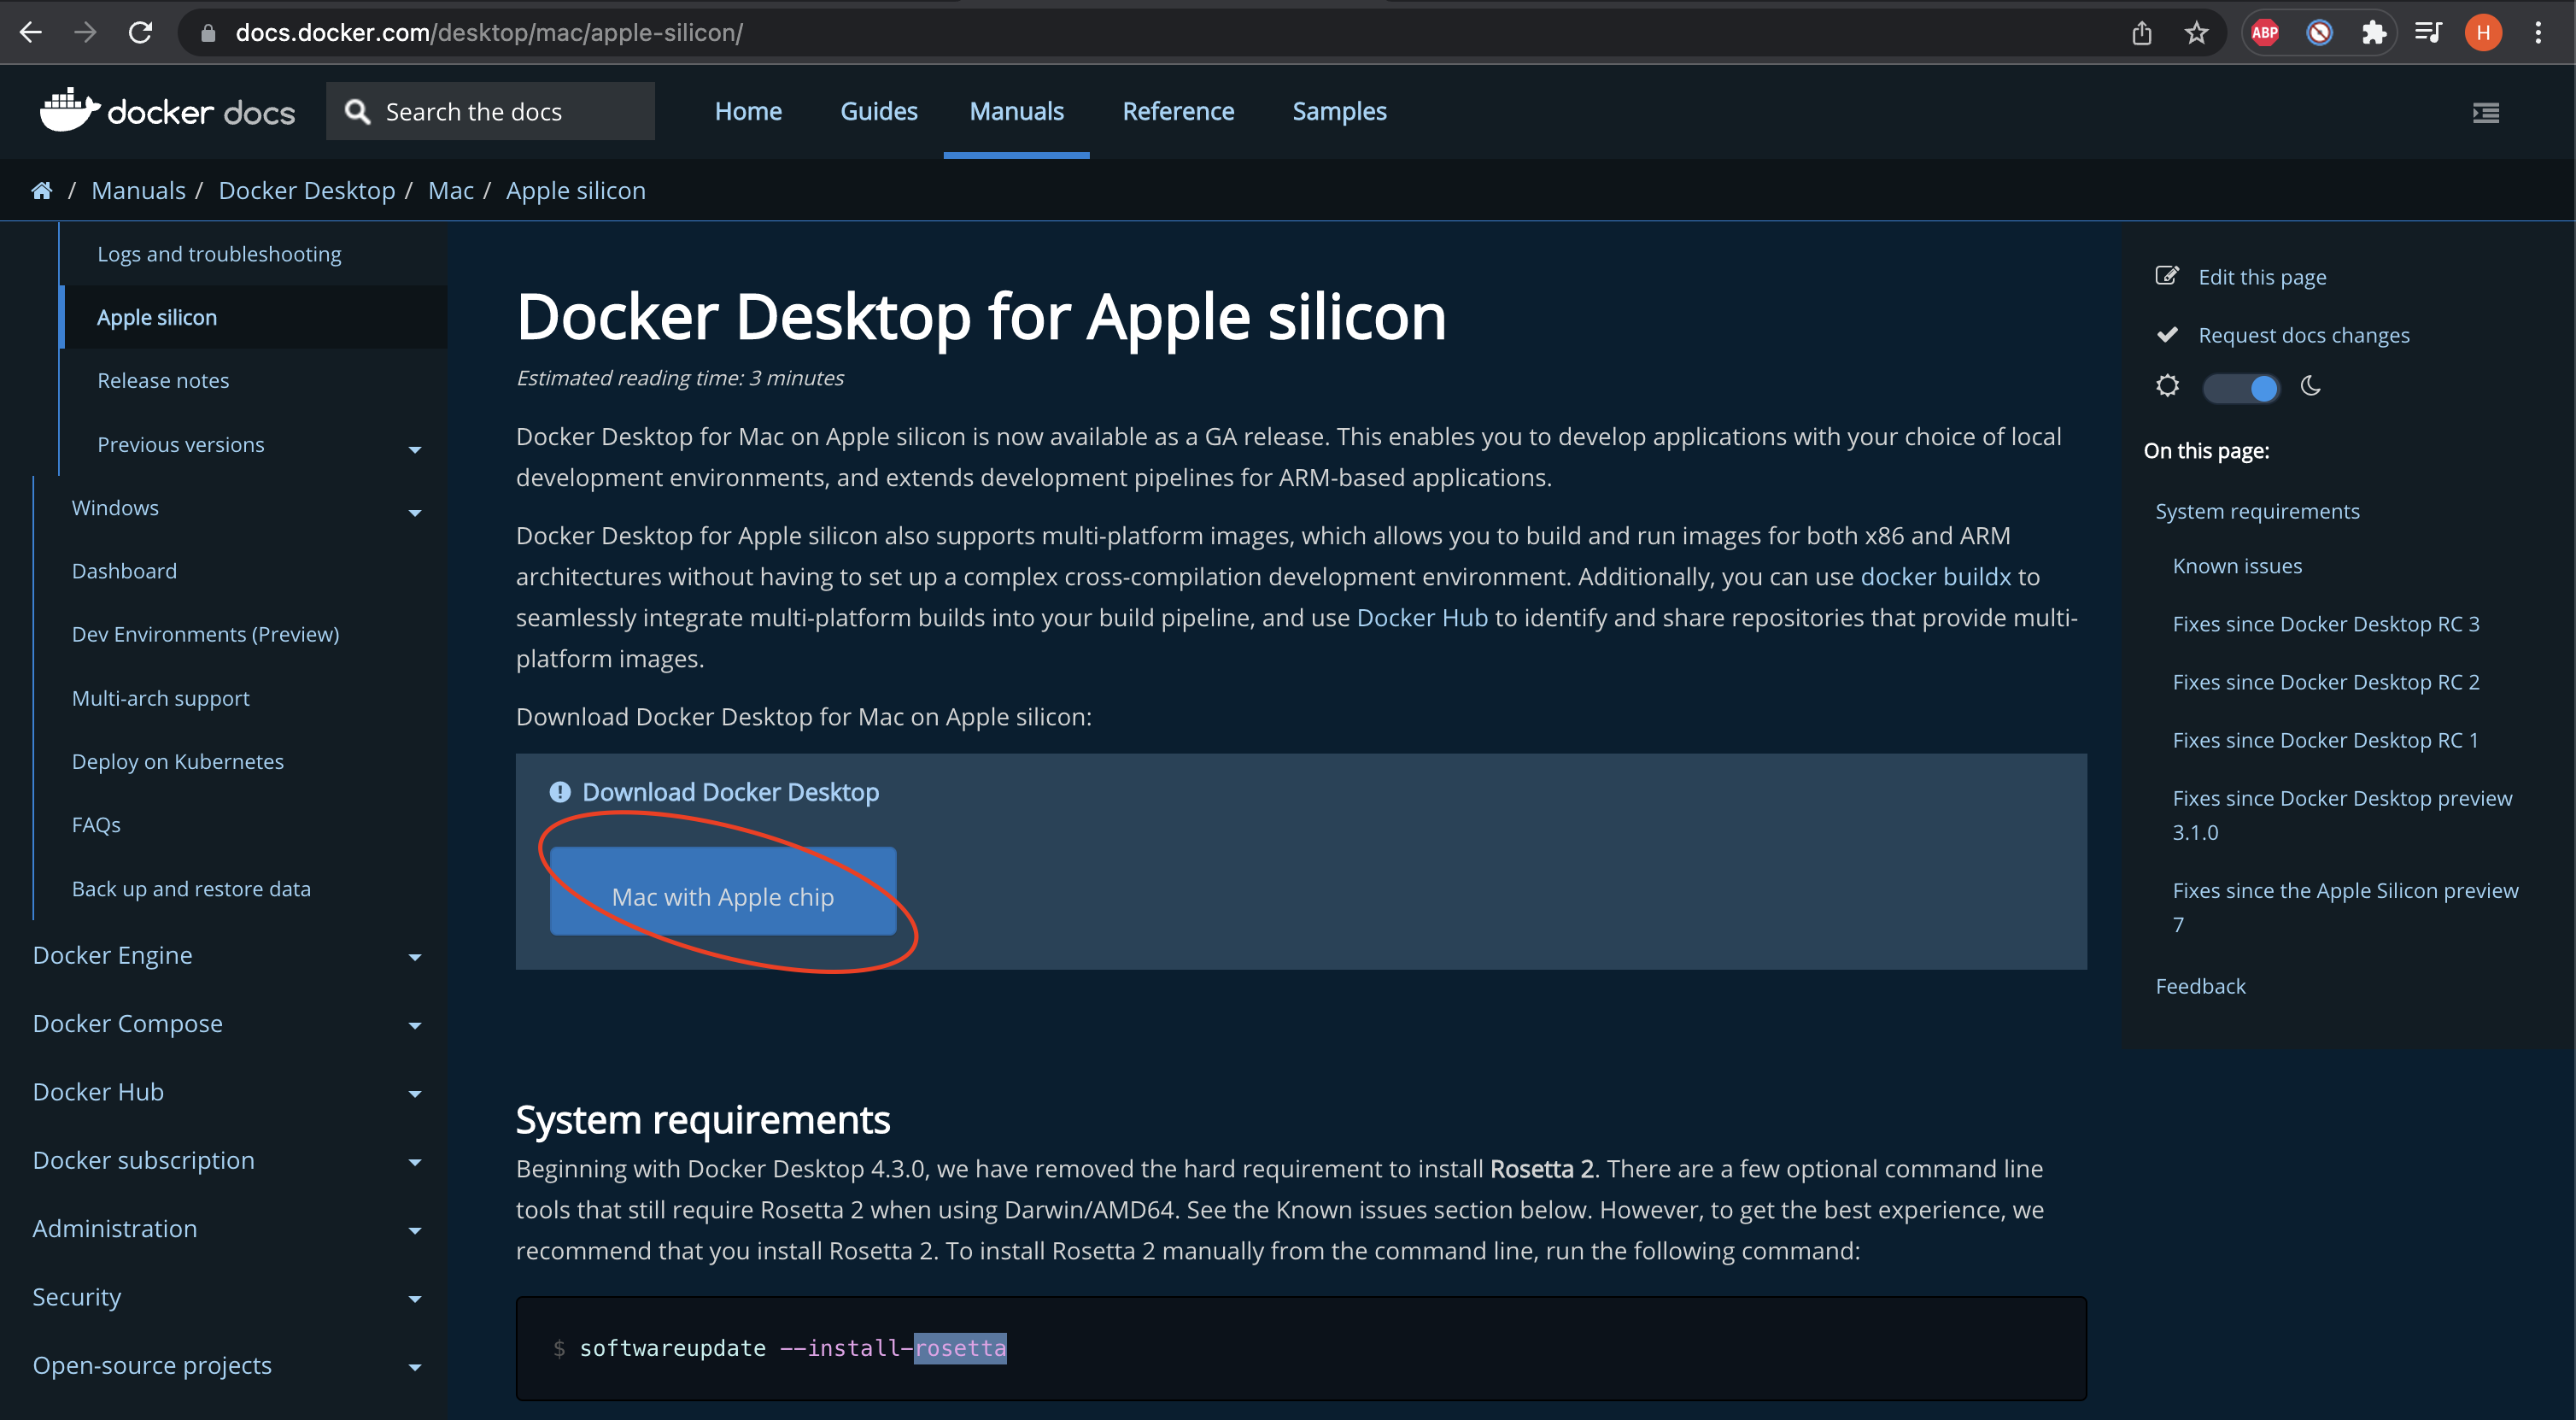 docs.docker.com/desktop/mac/apple-silicon/
ABP
H
docker docs
Search the docs
Home
Guides
Manuals
Reference
Samples
/ Manuals / Docker Desktop / Mac / Apple silicon
Logs and troubleshooting
Apple silicon
Release notes
Previous versions
Windows
Dashboard
Dev Environments (Preview)
Multi-arch support
Deploy on Kubernetes
FAQs
Back up and restore data
Docker Engine
Docker Compose
Docker Hub
Docker subscription
Administration
Security
Open-source projects
Docker Desktop for Apple silicon
Estimated reading time: 3 minutes
Docker Desktop for Mac on Apple silicon is now available as a GA release. This enables you to develop applications with your choice of local
development environments, and extends development pipelines for ARM-based applications.
Docker Desktop for Apple silicon also supports multi-platform images, which allows you to build and run images for both x86 and ARM
architectures without having to set up a complex cross-compilation development environment. Additionally, you can use docker buildx to
seamlessly integrate multi-platform builds into your build pipeline, and use Docker Hub to identify and share repositories that provide multi-
platform images.
Download Docker Desktop for Mac on Apple silicon:
Download Docker Desktop
Mac with Apple chip
System requirements
Beginning with Docker Desktop 4.3.0, we have removed the hard requirement to install Rosetta 2. There are a few optional command line
tools that still require Rosetta 2 when using Darwin/AMD64. See the Known issues section below. However, to get the best experience, we
recommend that you install Rosetta 2. To install Rosetta 2 manually from the command line, run the following command:
$ softwareupdate --install-rosetta
Edit this page
Request docs changes
On this page:
System requirements
Known issues
Fixes since Docker Desktop RC 3
Fixes since Docker Desktop RC 2
Fixes since Docker Desktop RC 1
Fixes since Docker Desktop preview
3.1.0
Fixes since the Apple Silicon preview
7
Feedback